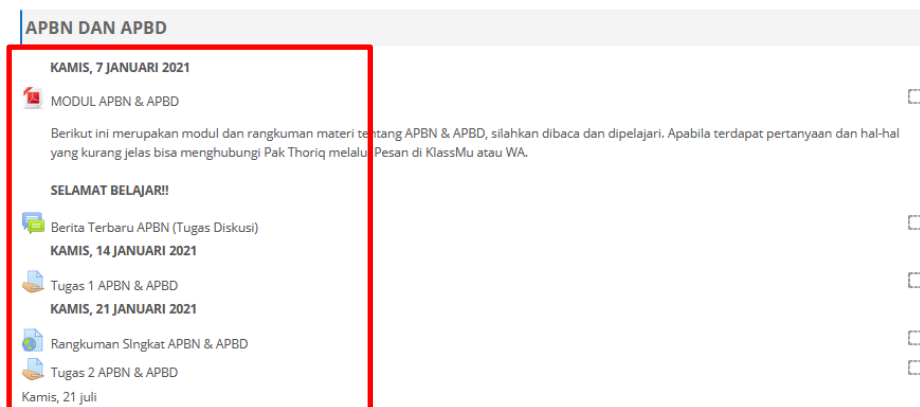 APBN DAN APBD
KAMIS, 7 JANUARI 2021
MODUL APBN & APBD
Berikut ini merupakan modul dan rangkuman materi tentang APBN & APBD, silahkan dibaca dan dipelajari. Apabila terdapat pertanyaan dan hal-hal
yang kurang jelas bisa menghubungi Pak Thoriq melalui Pesan di KlassMu atau WA.
SELAMAT BELAJAR!!
Berita Terbaru APBN (Tugas Diskusi)
KAMIS, 14 JANUARI 2021
Tugas 1 APBN & APBD
KAMIS, 21 JANUARI 2021
Rangkuman SIngkat APBN & APBD
Tugas 2 APBN & APBD
Kamis, 21 juli